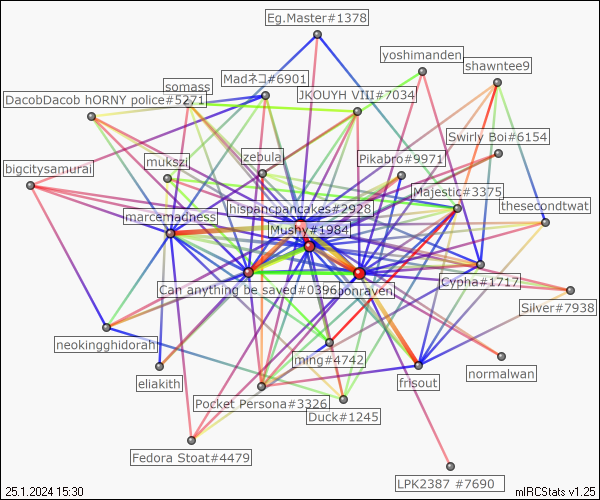 Eg.Master#1378
yoshimanden
shawntee9
Madネコ#6901
somass
JKOUYH VIII#7034
DacobDacob hORNY police#5271
Swirly Boi#6154
zebula
mukszi
Pikabro#9971
bigcitysamurai
Majestic#3375
hispancpancakes#2928
thesecondtwat
marcemadness
Mushy#1984
Can anything be saved#0396
bonraven
Cypha#1717
Silver#7938
neokingghidorah
ming#4742
eliakith
frisout
normalwan
Pocket Persona#3326
Duck#1245
Fedora Stoat#4479
LPK2387 #7690
25.1.2024 15:30
mIRCStats v1.25